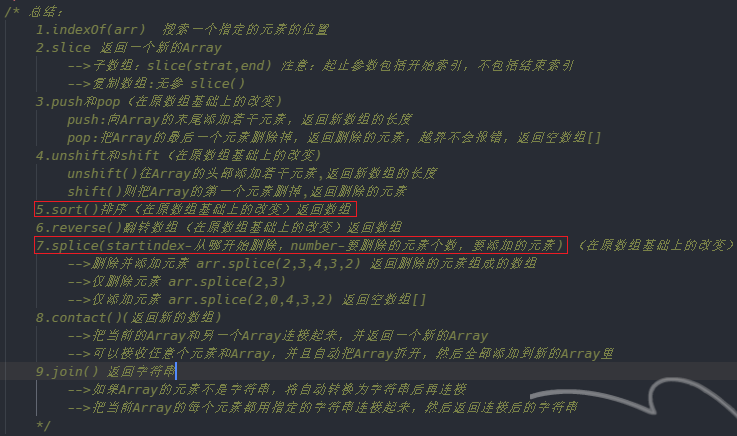 /* 总结:
1.indexOf(arr) 搜索一个指定的元素的位置
2.slice 返回一个新的Array
-->子数组：slice(strat,end) 注意：起止参数包括开始索引，不包括结束索引
-->复制数组:无参 slice()
3.push和pop（在原数组基础上的改变)
push:向Array的末尾添加若干元素，返回新数组的长度
pop:把Array的最后一个元素删除掉，返回删除的元素，越界不会报错，返回空数组[]
4.unshift和shift（在原数组基础上的改变)
unshift()往Array的头部添加若干元素,返回新数组的长度
shift()则把Array的第一个元素删掉,返回删除的元素
5.sort()排序（在原数组基础上的改变）返回数组
6.reverse()翻转数组（在原数组基础上的改变）返回数组
7.splice(startindex-从哪开始删除，number-要删除的元素个数，要添加的元素）（在原数组基础上的改变）
-->删除并添加元素 arr.splice(2,3,4,3,2) 返回删除的元素组成的数组
-->仅删除元素 arr.splice(2,3)
-->仅添加元素 arr.splice(2,0,4,3,2) 返回空数组[]
8.contact()(返回新的数组)
-->把当前的Array和另一个Array连接起来，并返回一个新的Array
-->可以接收任意个元素和Array，并且自动把Array拆开，然后全部添加到新的Array里
9.join() 返回字符串
-->如果Array的元素不是字符串，将自动转换为字符串后再连接
-->把当前Array的每个元素都用指定的字符串连接起来，然后返回连接后的字符串
*/